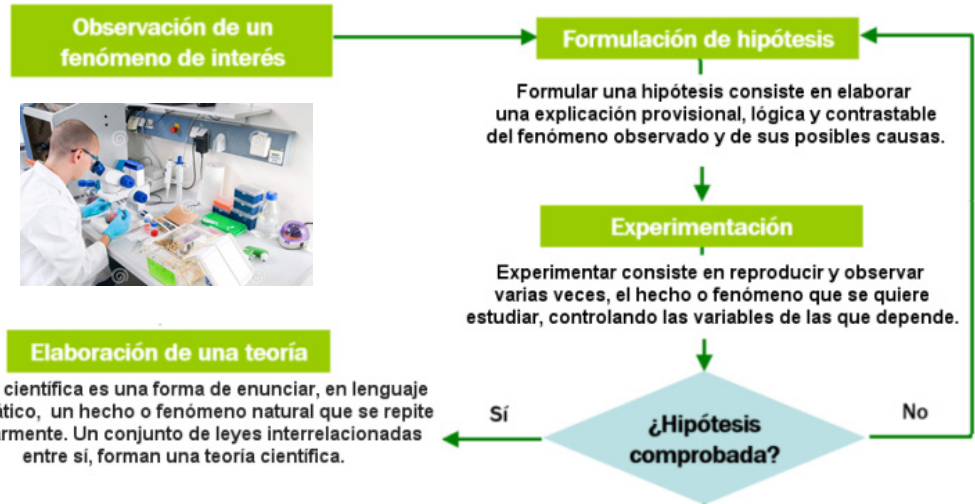 Observación de un
fenómeno de interés
Formulación de hipótesis
Formular una hipótesis consiste en elaborar
una explicación provisional, lógica y contrastable
del fenómeno observado y de sus posibles causas.
Experimentación
Experimentar consiste en reproducir y observar
varias veces, el hecho o fenómeno que se quiere
estudiar, controlando las variables de las que depende.
Elaboración de una teoría
científica es una forma de enunciar, en lenguaje
un hecho o fenómeno natural que se repite
Un conjunto de leyes interrelacionadas
entre sí, forman una teoría científica.
Sí
¿Hipótesis
comprobada?
No